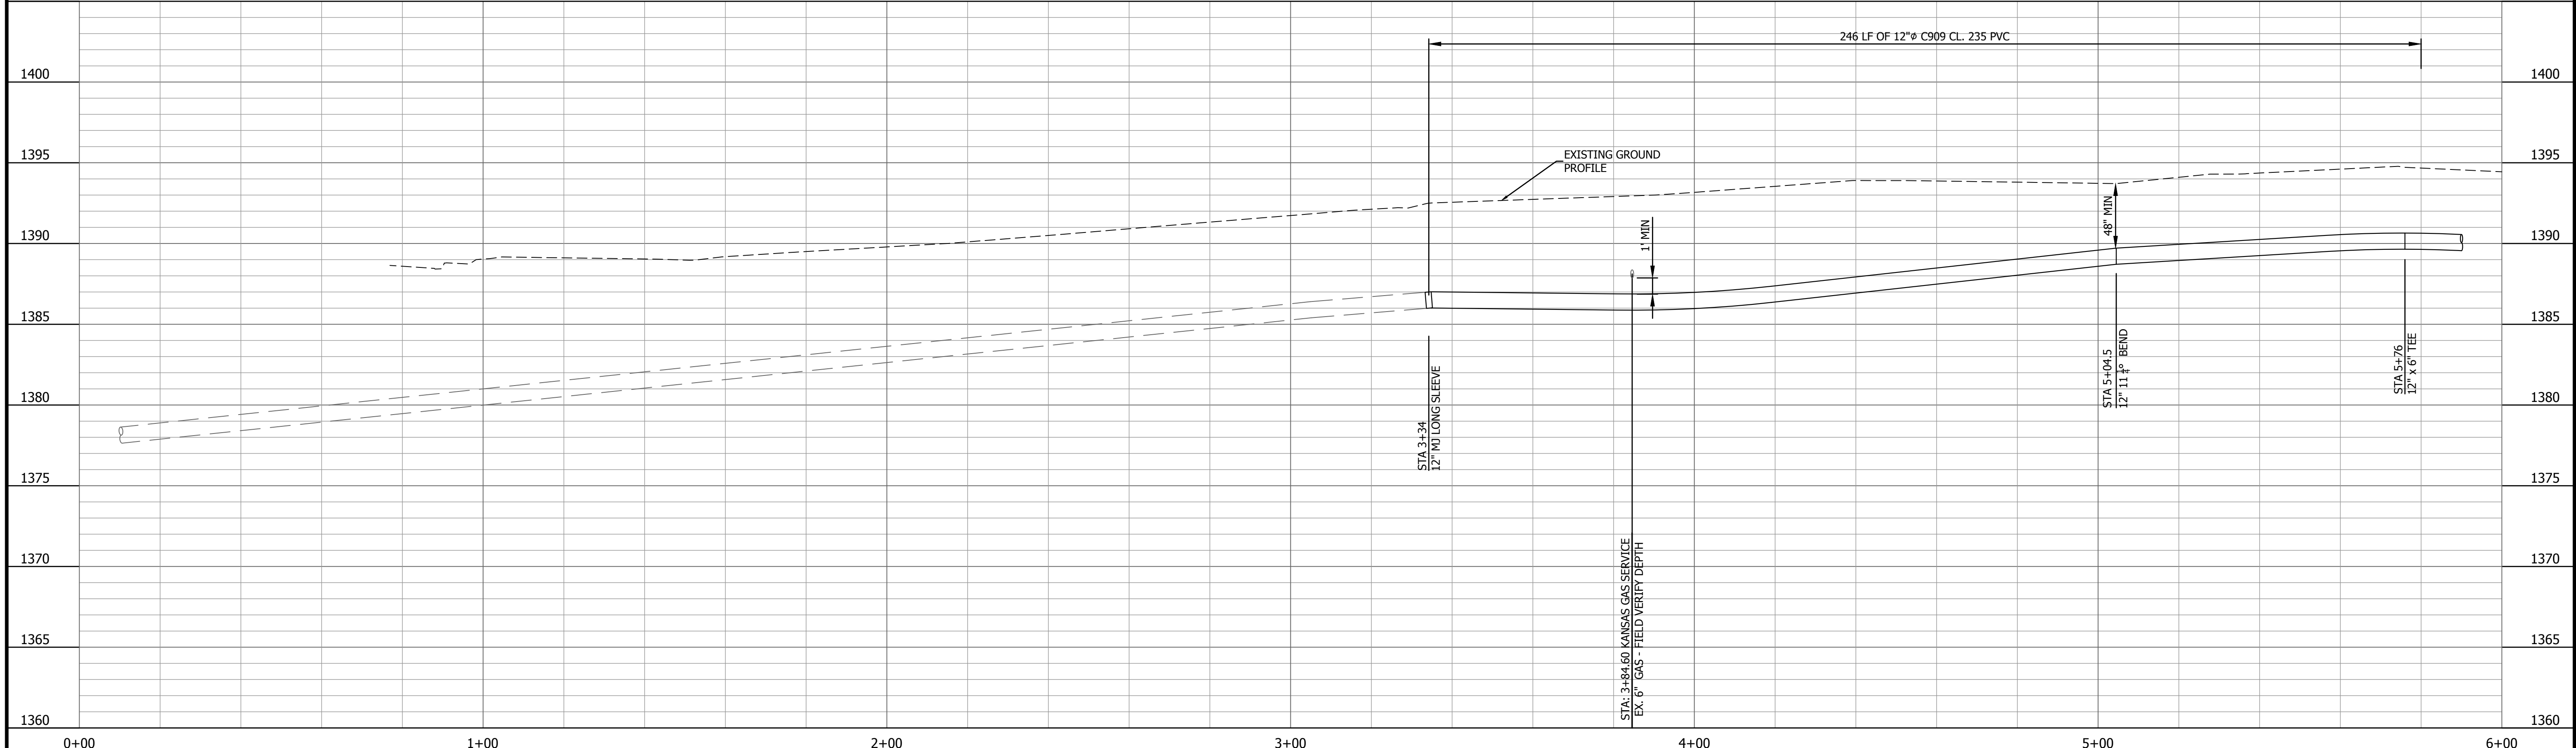 246 LF OF 12"⌀ C909 CL. 235 PVC
1400
1400
1395
1395
EXISTING GROUND
PROFILE
1390
1390
1' MIN
48" MIN
1385
1385
STA 3+34
12" MJ LONG SLEEVE
STA 5+04.5
12" 11 1/4° BEND
STA 5+76
12" x 6" TEE
1380
1380
1375
1375
STA: 3+84.60 KANSAS GAS SERVICE
EX. 6" GAS - FIELD VERIFY DEPTH
1370
1370
1365
1365
1360
1360
0+00
1+00
2+00
3+00
4+00
5+00
6+00